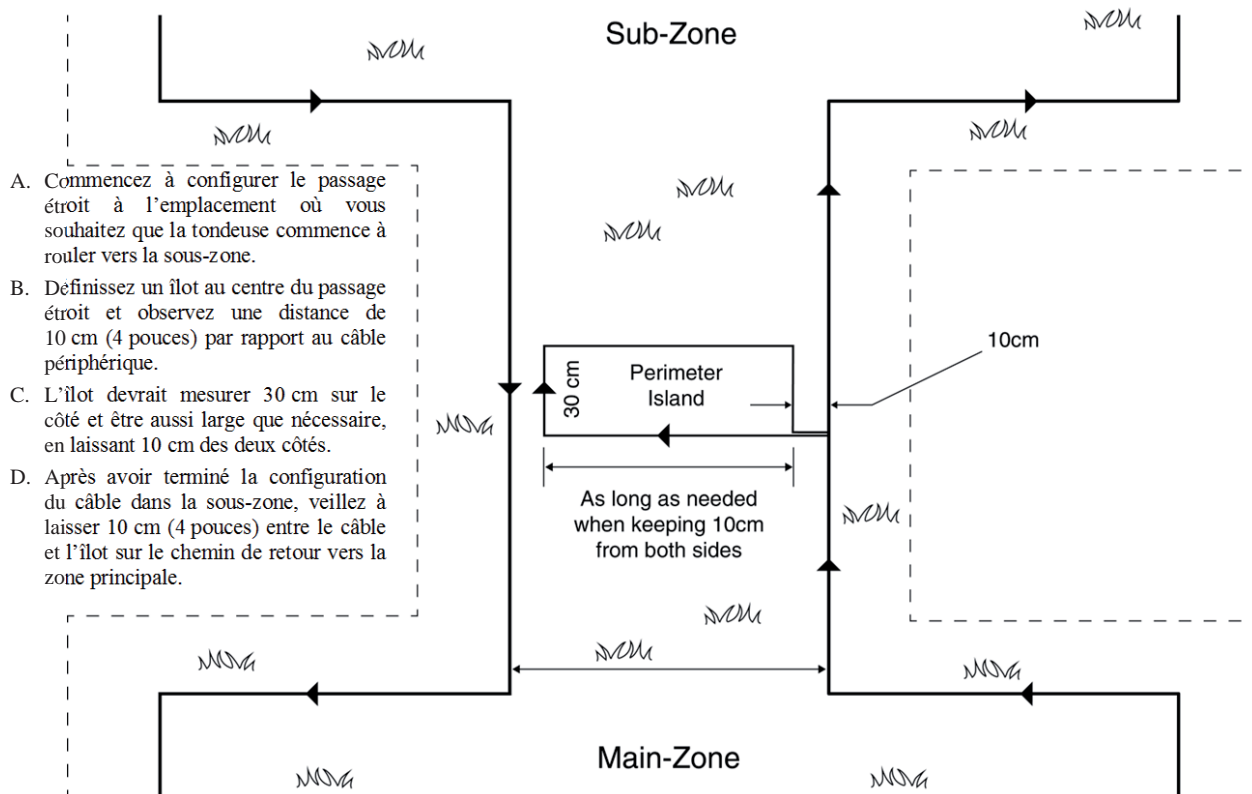 Sub-Zone
A. Commencez à configurer le passage
étroit à l’emplacement où vous
souhaitez que la tondeuse commence à
rouler vers la sous-zone.
B. Définissez un îlot au centre du passage
étroit et observez une distance de
10 cm (4 pouces) par rapport au câble
périphérique.
C. L’îlot devrait mesurer 30 cm sur le
côté et être aussi large que nécessaire,
en laissant 10 cm des deux côtés.
D. Après avoir terminé la configuration
du câble dans la sous-zone, veillez à
laisser 10 cm (4 pouces) entre le câble
et l’îlot sur le chemin de retour vers la
zone principale.
30 cm
Perimeter
Island
10cm
As long as needed
when keeping 10cm
from both sides
Main-Zone